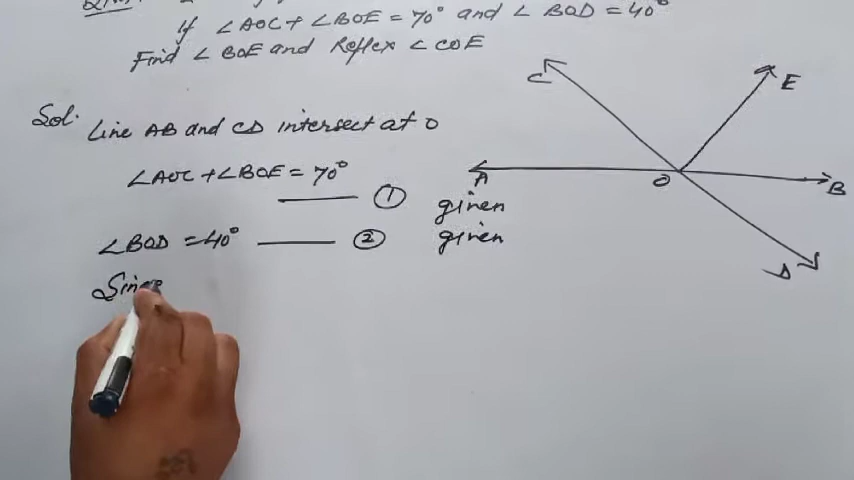 If ∠AOC + ∠BOE = 70° and ∠BOD = 40°
Find ∠BOE and Reflex ∠COE
Sol. Line AB and CD intersect at O
∠AOC + ∠BOE = 70°
——— ① given
∠BOD = 40° ——— ② given
Since
C
E
A
O
B
D